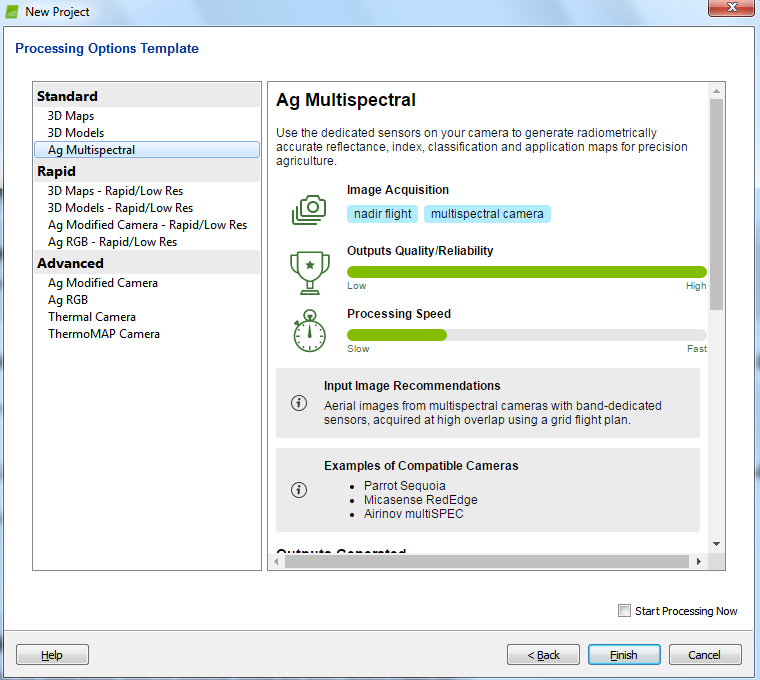 New Project
Processing Options Template
Standard
3D Maps
3D Models
Ag Multispectral
Rapid
3D Maps - Rapid/Low Res
3D Models - Rapid/Low Res
Ag Modified Camera - Rapid/Low Res
Ag RGB - Rapid/Low Res
Advanced
Ag Modified Camera
Ag RGB
Thermal Camera
ThermoMAP Camera
Ag Multispectral
Use the dedicated sensors on your camera to generate radiometrically
accurate reflectance, index, classification and application maps for precision
agriculture.
Image Acquisition
nadir flight multispectral camera
Outputs Quality/Reliability
Low High
Processing Speed
Slow Fast
Input Image Recommendations
Aerial images from multispectral cameras with band-dedicated
sensors, acquired at high overlap using a grid flight plan.
Examples of Compatible Cameras
• Parrot Sequoia
• Micasense RedEdge
• Airinov multiSPEC
Outputs Generated
Start Processing Now
Help < Back Finish Cancel